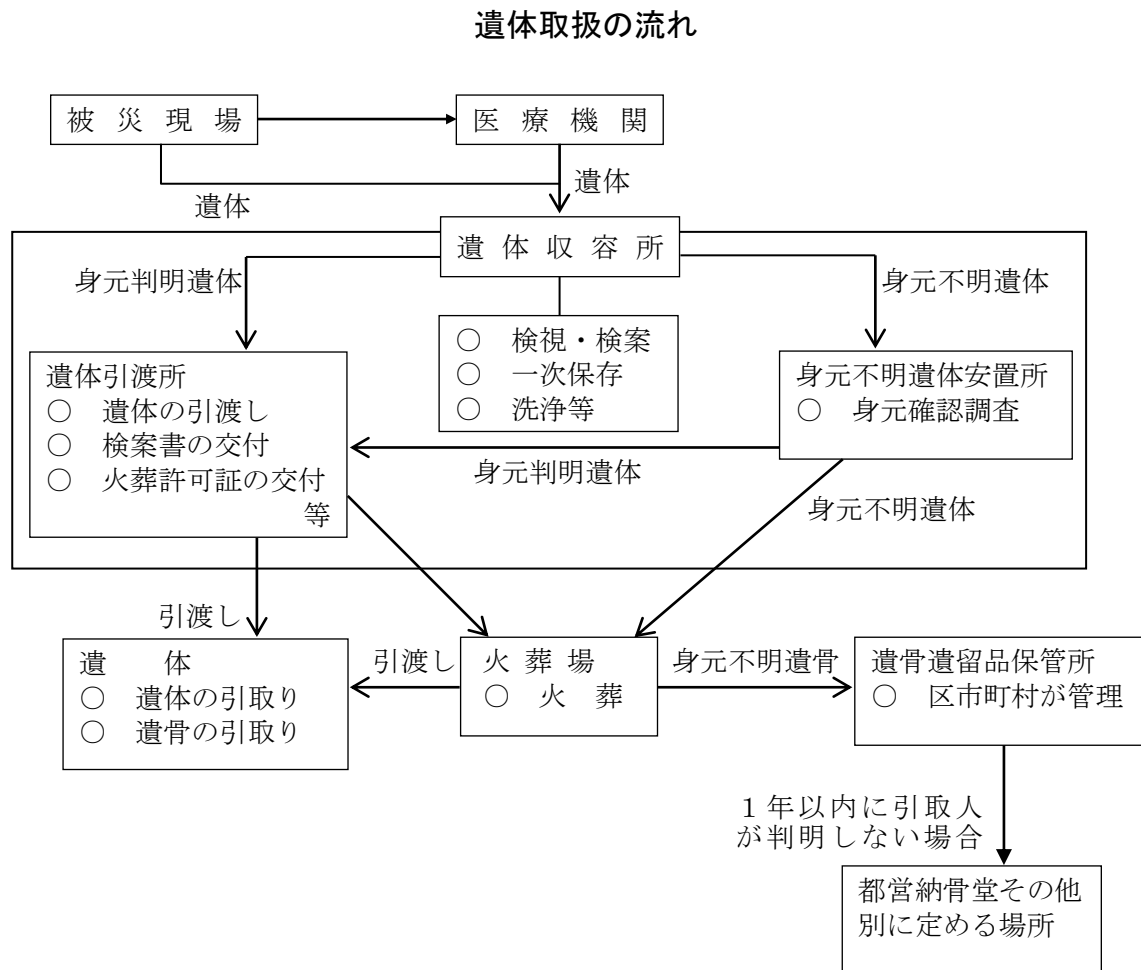 遺体取扱の流れ
被災現場
医療機関
遺体
遺体
遺体収容所
身元判明遺体
身元不明遺体
○ 検視・検案
○ 一次保存
○ 洗浄等
遺体引渡所
○ 遺体の引渡し
○ 検案書の交付
○ 火葬許可証の交付
等
身元不明遺体安置所
○ 身元確認調査
身元判明遺体
身元不明遺体
引渡し
遺 体
○ 遺体の引取り
○ 遺骨の引取り
引渡し
火葬場
○ 火葬
身元不明遺骨
遺骨遺留品保管所
○ 区市町村が管理
1年以内に引取人
が判明しない場合
都営納骨堂その他
別に定める場所